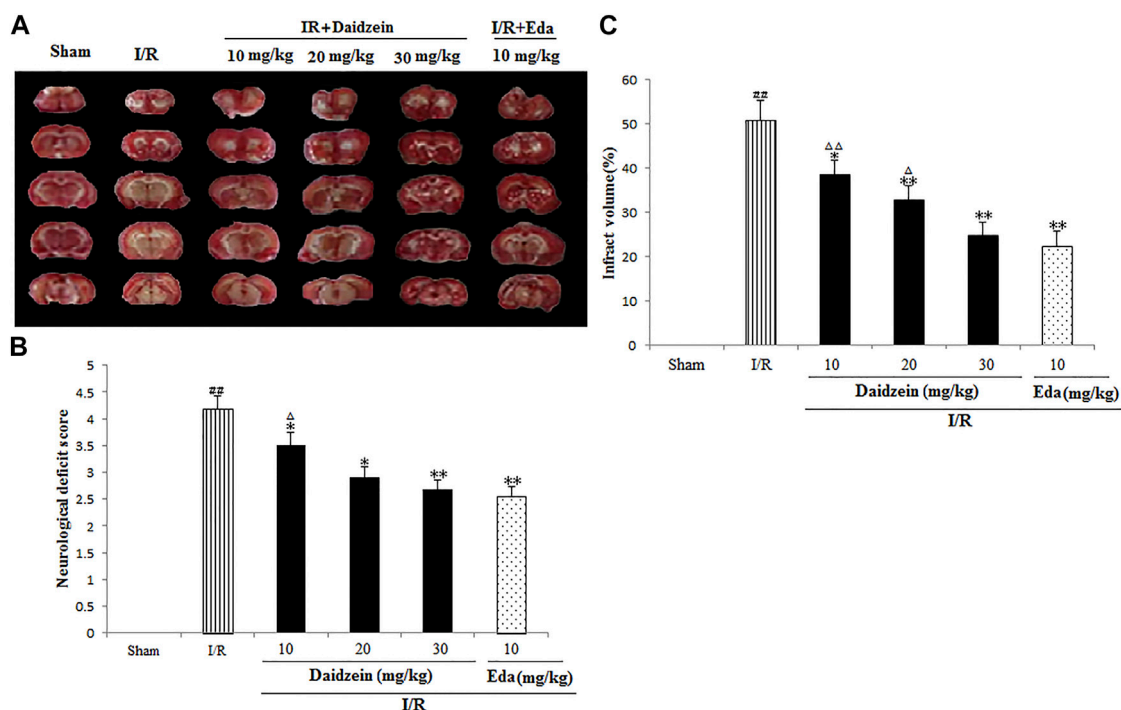 A
IR+Daidzein
I/R+Eda
Sham
I/R
10 mg/kg
20 mg/kg
30 mg/kg
10 mg/kg
B
Neurological deficit score
5
4.5
4
3.5
3
2.5
2
1.5
1
0.5
0
##
Δ
*
*
**
**
Sham
I/R
10
20
30
10
Daidzein (mg/kg)
Eda(mg/kg)
I/R
C
Infract volume(%)
60
50
40
30
20
10
0
##
ΔΔ
*
Δ
**
**
**
Sham
I/R
10
20
30
10
Daidzein (mg/kg)
Eda(mg/kg)
I/R